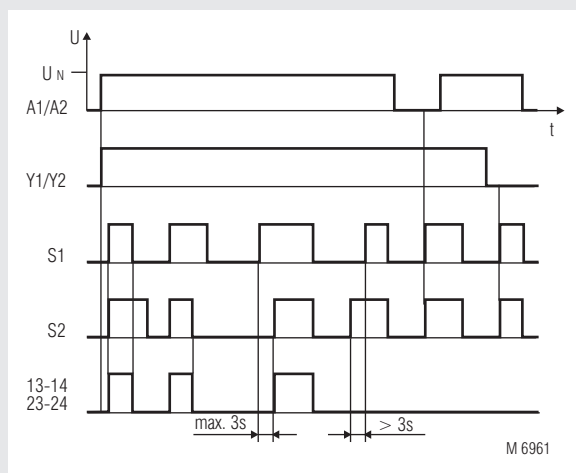 U
U N
A1/A2
t
Y1/Y2
S1
S2
13-14
23-24
max. 3s
> 3s
M 6961